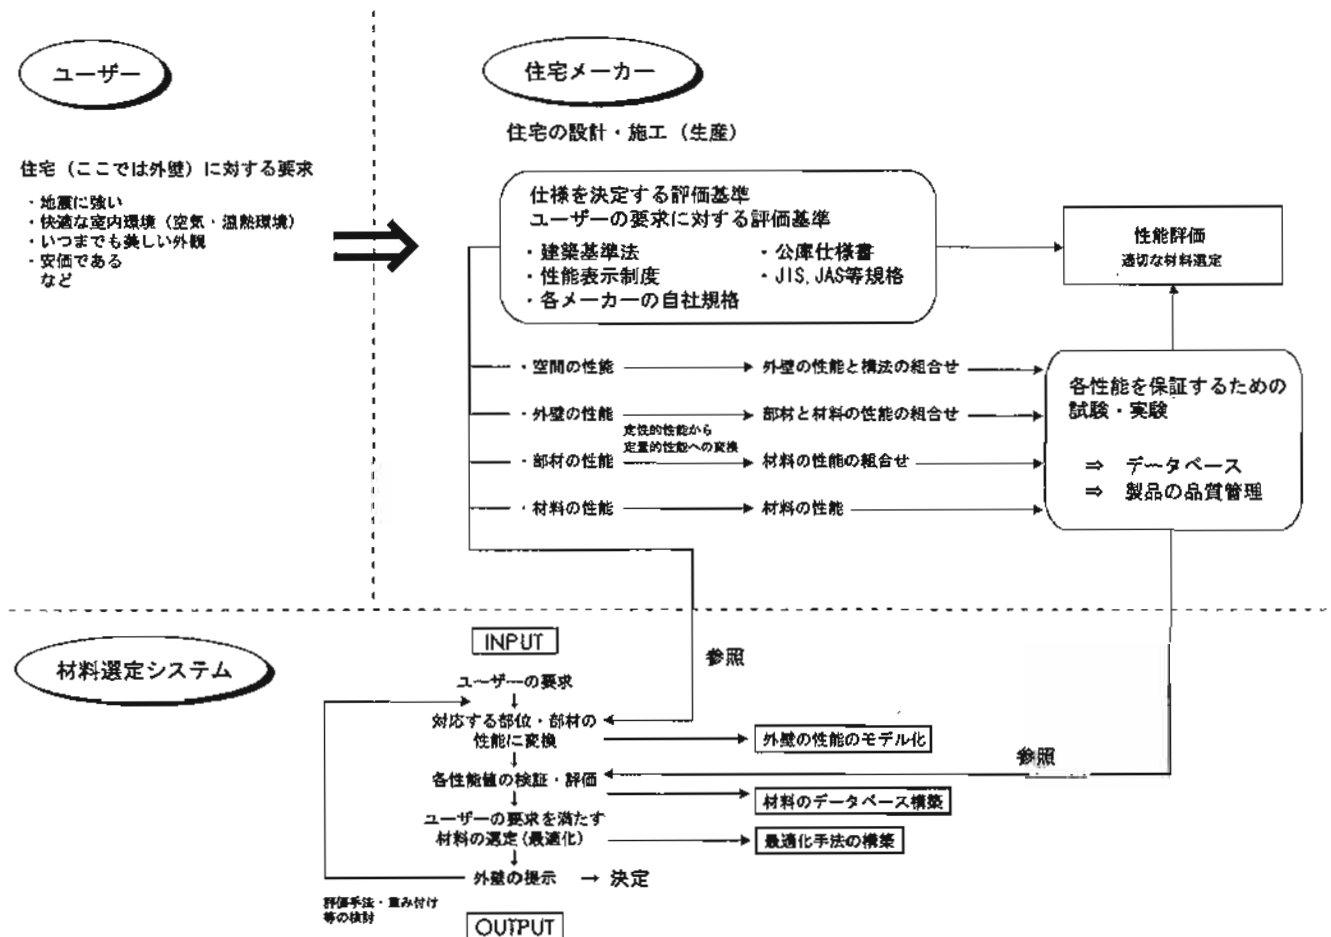 ユーザー
住宅（ここでは外壁）に対する要求
・地震に強い
・快適な室内環境（空気・温熱環境）
・いつまでも美しい外観
・安価である
など
住宅メーカー
住宅の設計・施工（生産）
仕様を決定する評価基準
ユーザーの要求に対する評価基準
・建築基準法
・公庫仕様書
・性能表示制度
・JIS,JAS等規格
・各メーカーの自社規格
性能評価
適切な材料選定
・空間の性能
外壁の性能と構法の組合せ
・外壁の性能
部材と材料の性能の組合せ
定性的性能から
定量的性能への変換
・部材の性能
材料の性能の組合せ
・材料の性能
材料の性能
各性能を保証するための
試験・実験
⇒ データベース
⇒ 製品の品質管理
材料選定システム
INPUT
参照
ユーザーの要求
↓
対応する部位・部材の
性能に変換
外壁の性能のモデル化
参照
↓
各性能値の検証・評価
材料のデータベース構築
↓
ユーザーの要求を満たす
材料の選定(最適化)
最適化手法の構築
↓
外壁の提示 → 決定
評価手法・重み付け
等の検討
OUTPUT